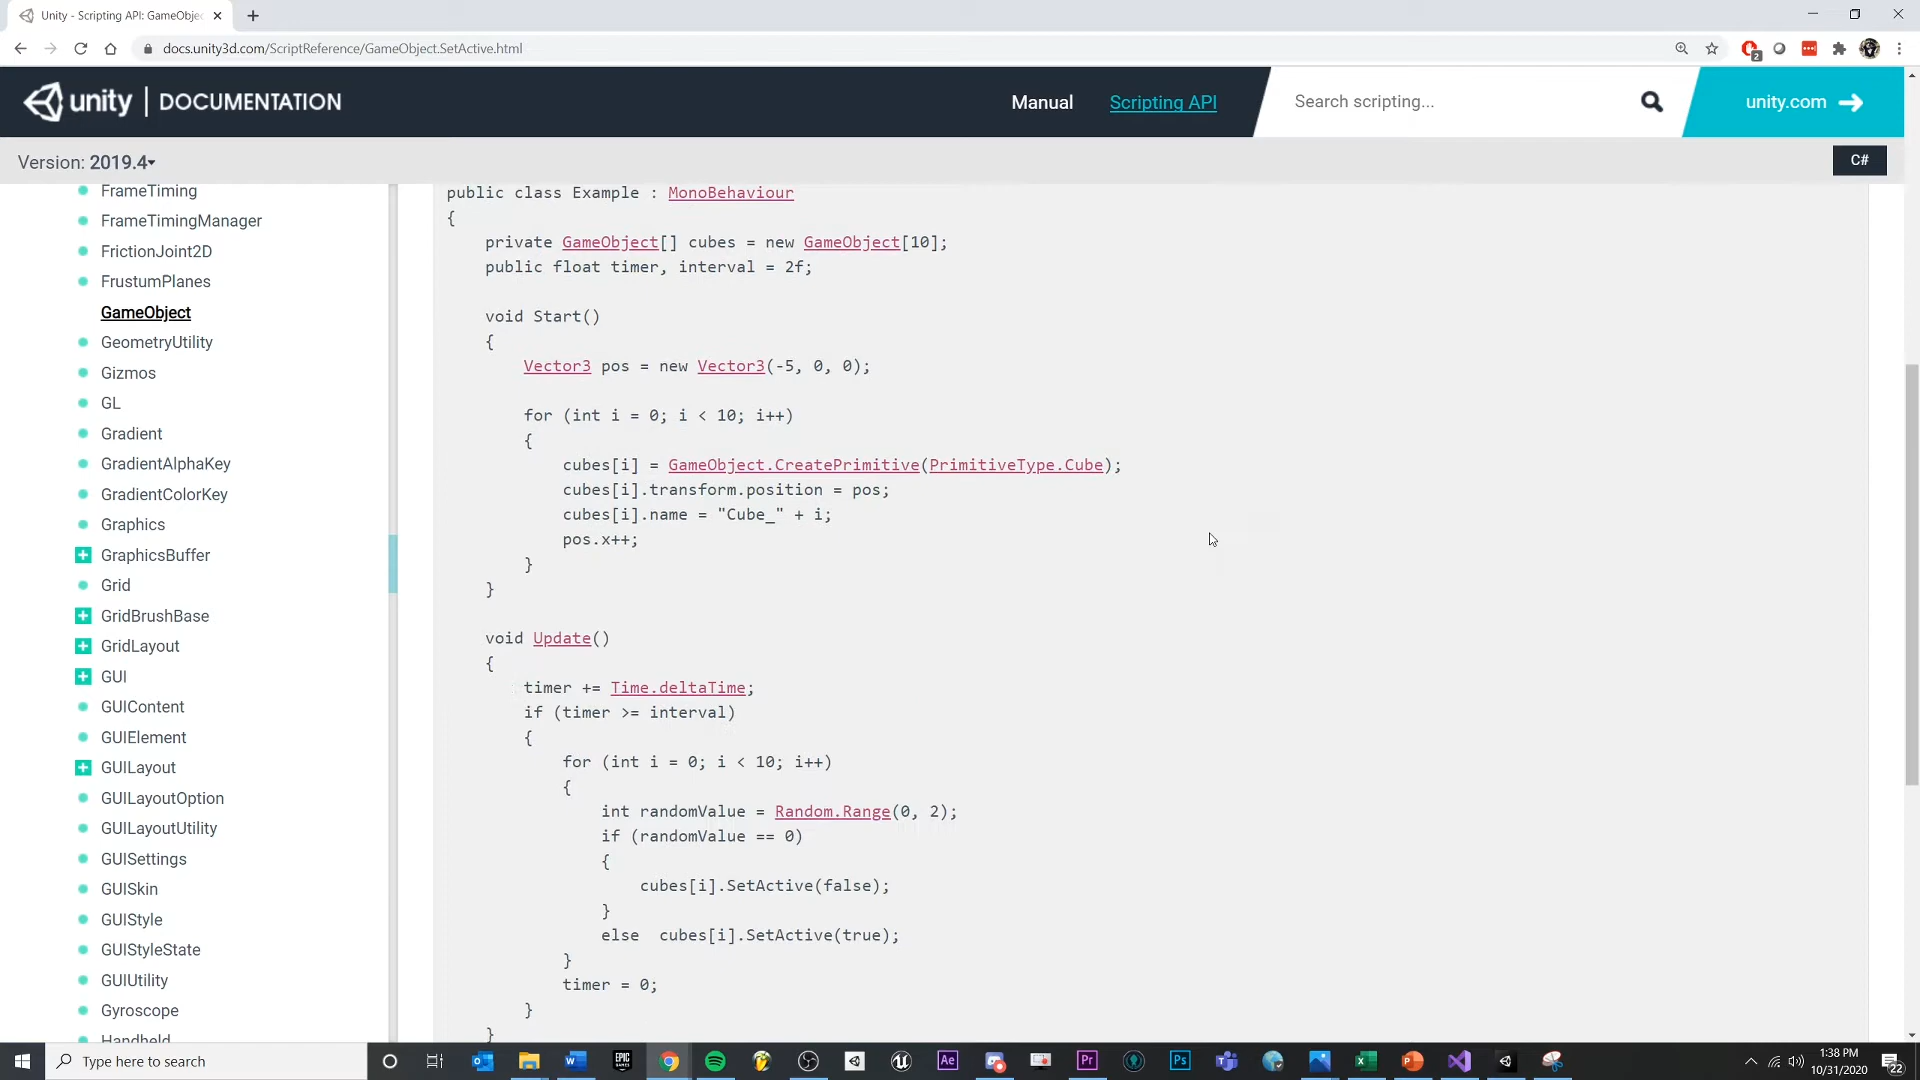 Unity - Scripting API: GameObjec
docs.unity3d.com/ScriptReference/GameObject.SetActive.html
2
unity | DOCUMENTATION
Manual
Scripting API
Search scripting...
unity.com
Version: 2019.4
C#
FrameTiming
FrameTimingManager
FrictionJoint2D
FrustumPlanes
GameObject
GeometryUtility
Gizmos
GL
Gradient
GradientAlphaKey
GradientColorKey
Graphics
GraphicsBuffer
Grid
GridBrushBase
GridLayout
GUI
GUIContent
GUIElement
GUILayout
GUILayoutOption
GUILayoutUtility
GUISettings
GUISkin
GUIStyle
GUIStyleState
GUIUtility
Gyroscope
Handheld
public class Example : MonoBehaviour
{
private GameObject[] cubes = new GameObject[10];
public float timer, interval = 2f;
void Start()
{
Vector3 pos = new Vector3(-5, 0, 0);
for (int i = 0; i < 10; i++)
{
cubes[i] = GameObject.CreatePrimitive(PrimitiveType.Cube);
cubes[i].transform.position = pos;
cubes[i].name = "Cube_" + i;
pos.x++;
}
}
void Update()
{
timer += Time.deltaTime;
if (timer >= interval)
{
for (int i = 0; i < 10; i++)
{
int randomValue = Random.Range(0, 2);
if (randomValue == 0)
{
cubes[i].SetActive(false);
}
else  cubes[i].SetActive(true);
}
timer = 0;
}
}
Type here to search
EPIC GAMES
Ae
Pr
Ps
1:38 PM
10/31/2020
22